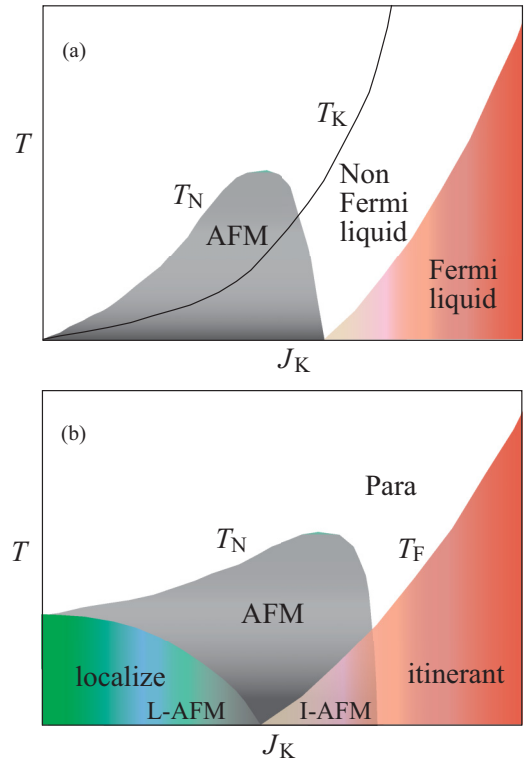 (a)
T
T_K
T_N
Non
Fermi
liquid
AFM
Fermi
liquid
J_K
(b)
Para
T
T_N
T_F
AFM
localize
itinerant
L-AFM
I-AFM
J_K